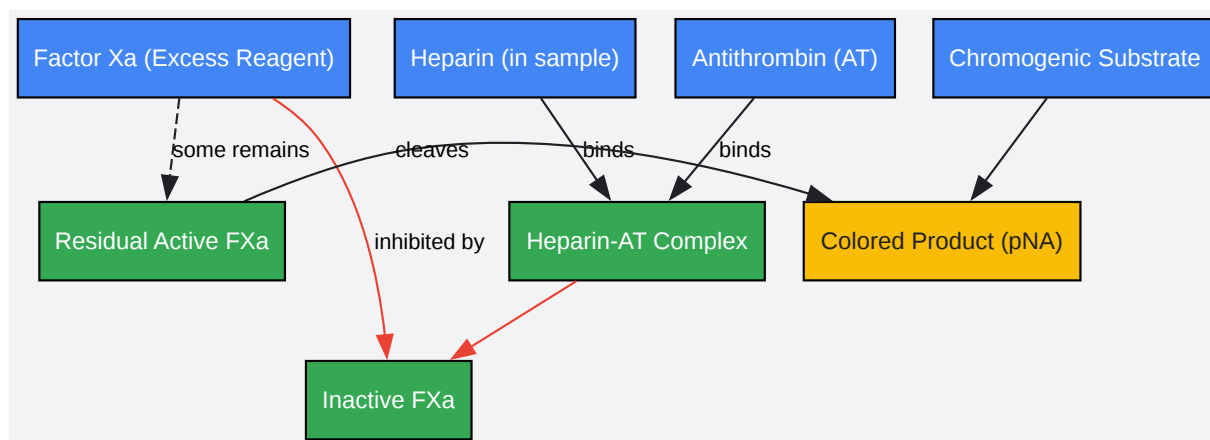 Factor Xa (Excess Reagent)
Heparin (in sample)
Antithrombin (AT)
Chromogenic Substrate
some remains
cleaves
binds
binds
Residual Active FXa
inhibited by
Heparin-AT Complex
Colored Product (pNA)
Inactive FXa